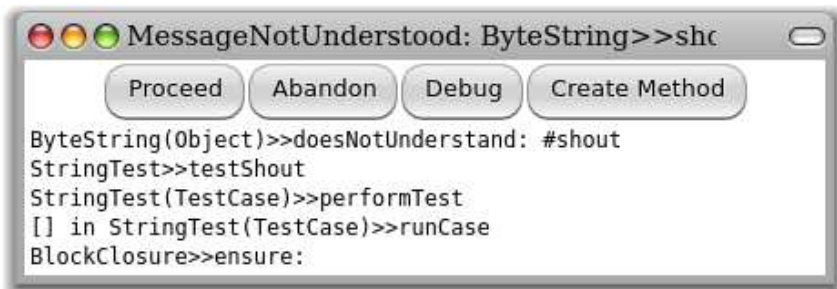 MessageNotUnderstood: ByteString>>sho
Proceed Abandon Debug Create Method
ByteString(Object)>>doesNotUnderstand: #shout
StringTest>>testShout
StringTest(TestCase)>>performTest
[] in StringTest(TestCase)>>runCase
BlockClosure>>ensure: